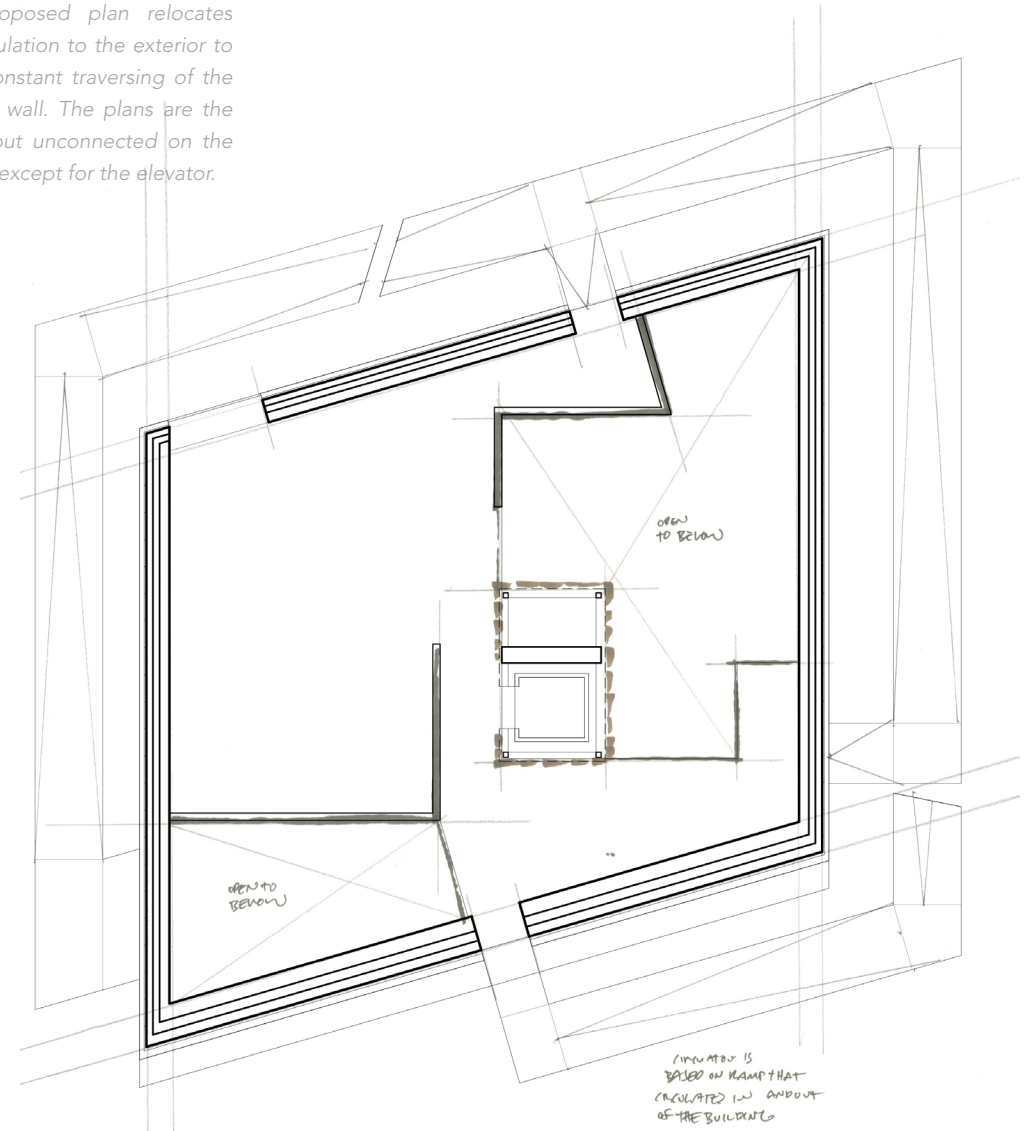 oposed plan relocates
ulation to the exterior to
onstant traversing of the
wall. The plans are the
out unconnected on the
except for the elevator.
OPEN
TO BELOW
OPEN TO
BELOW
IS
BASED ON RAMP THAT
CIRCULATES IN AND OUT
OF THE BUILDING